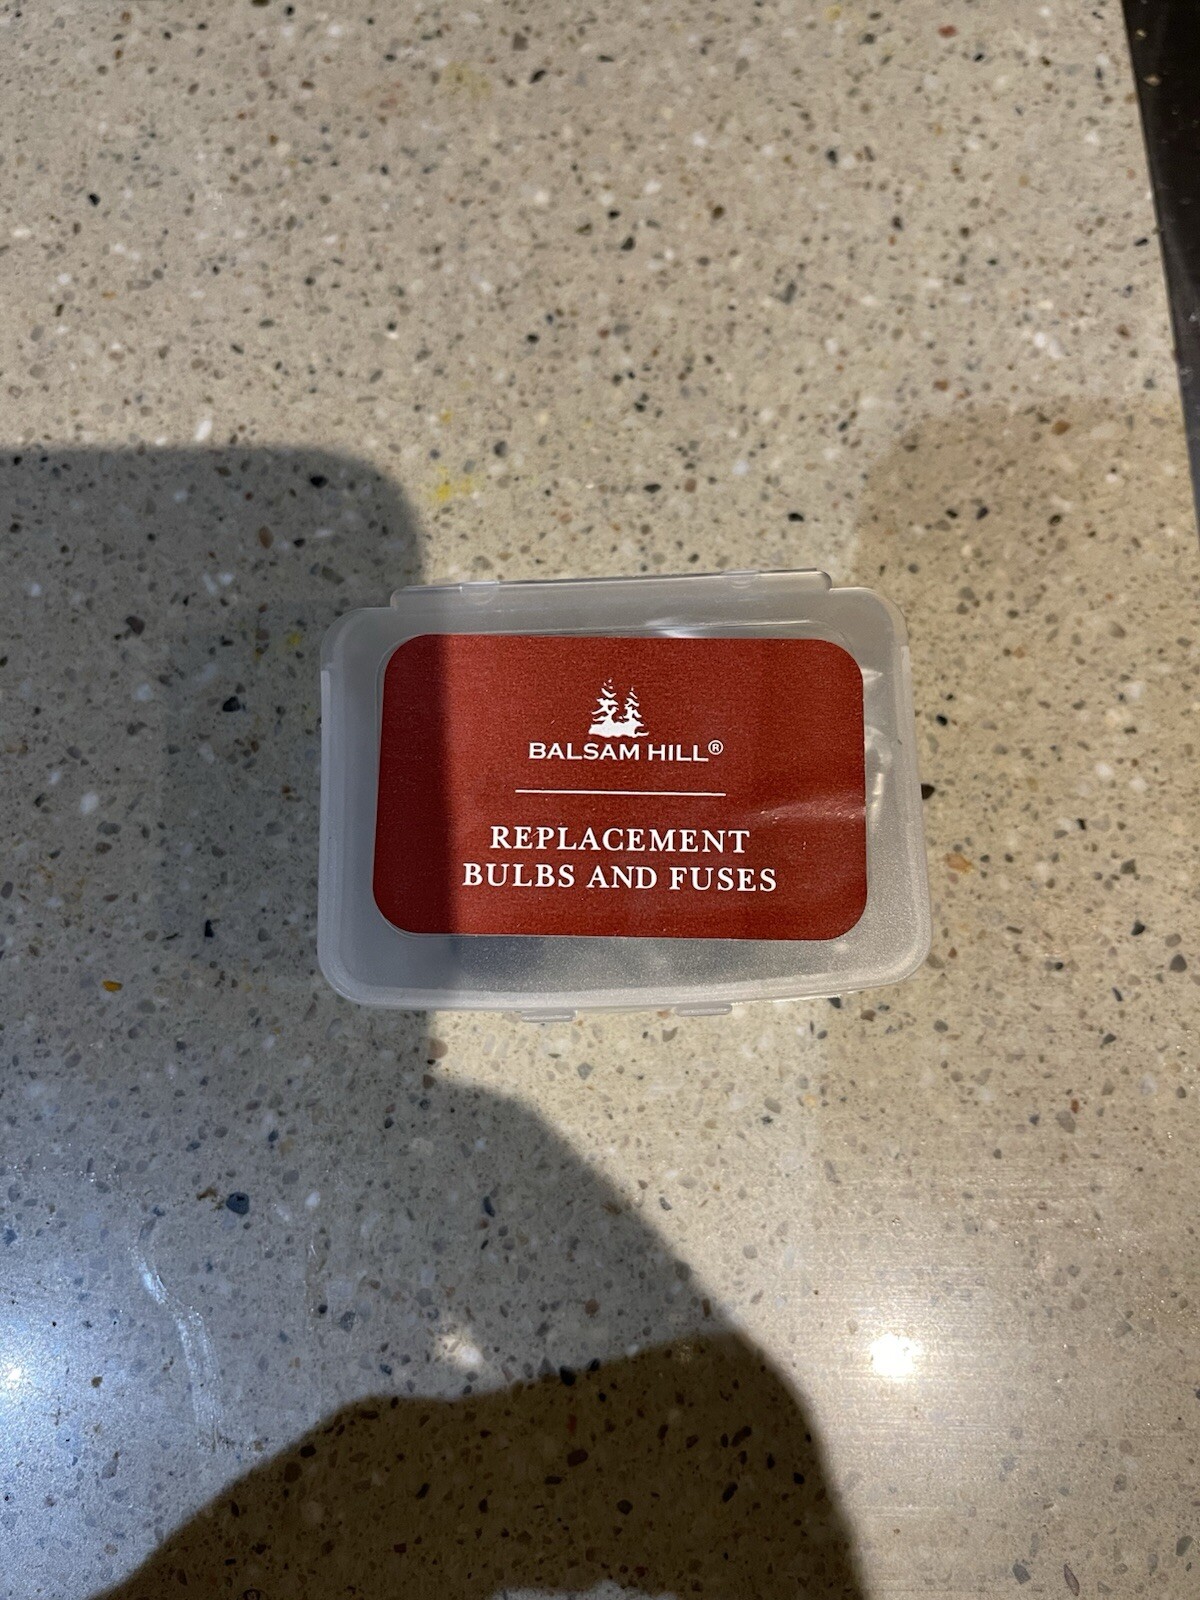 BALSAM HILL®
REPLACEMENT
BULBS AND FUSES